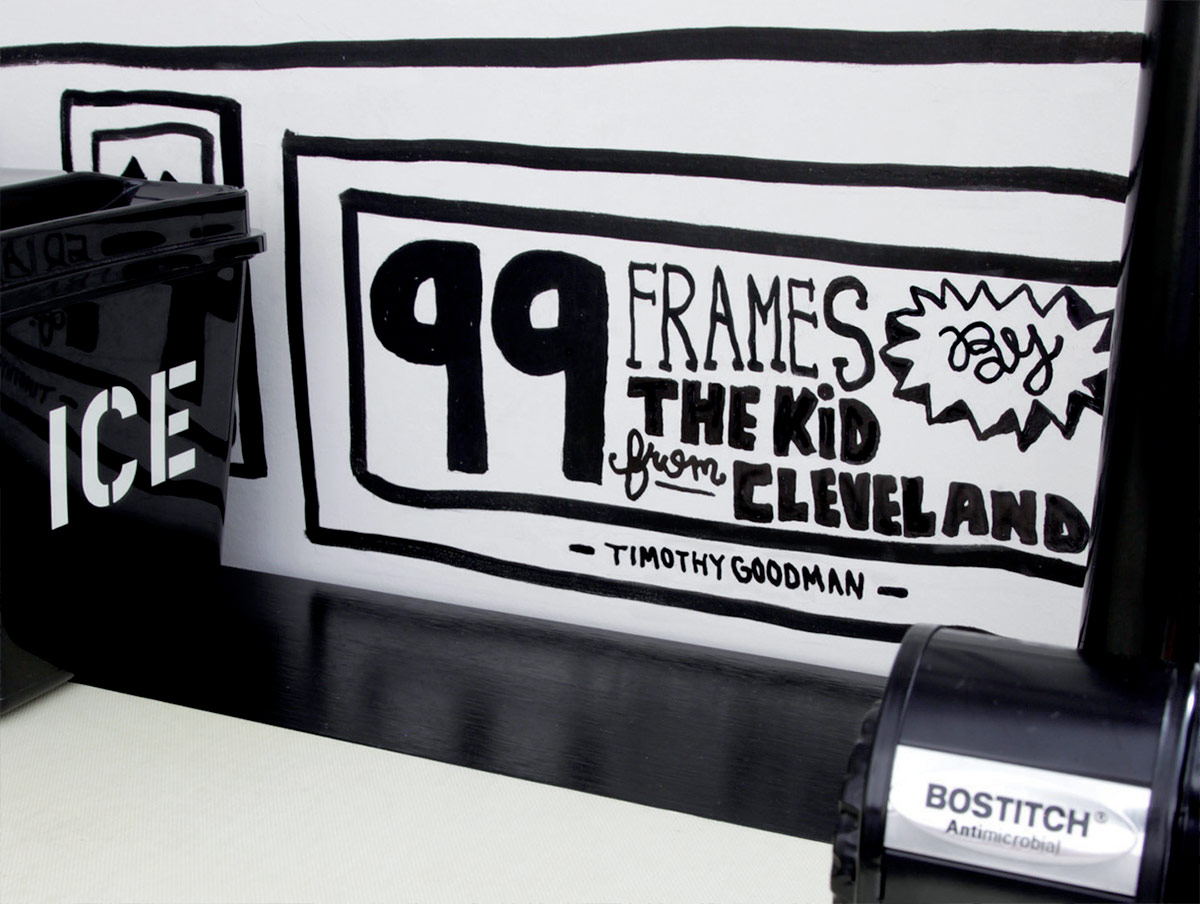 ICE
99 FRAMES By
THE KiD
from CLEVELAND
- TIMOTHY GOODMAN -
BOSTITCH®
Antimicrobial